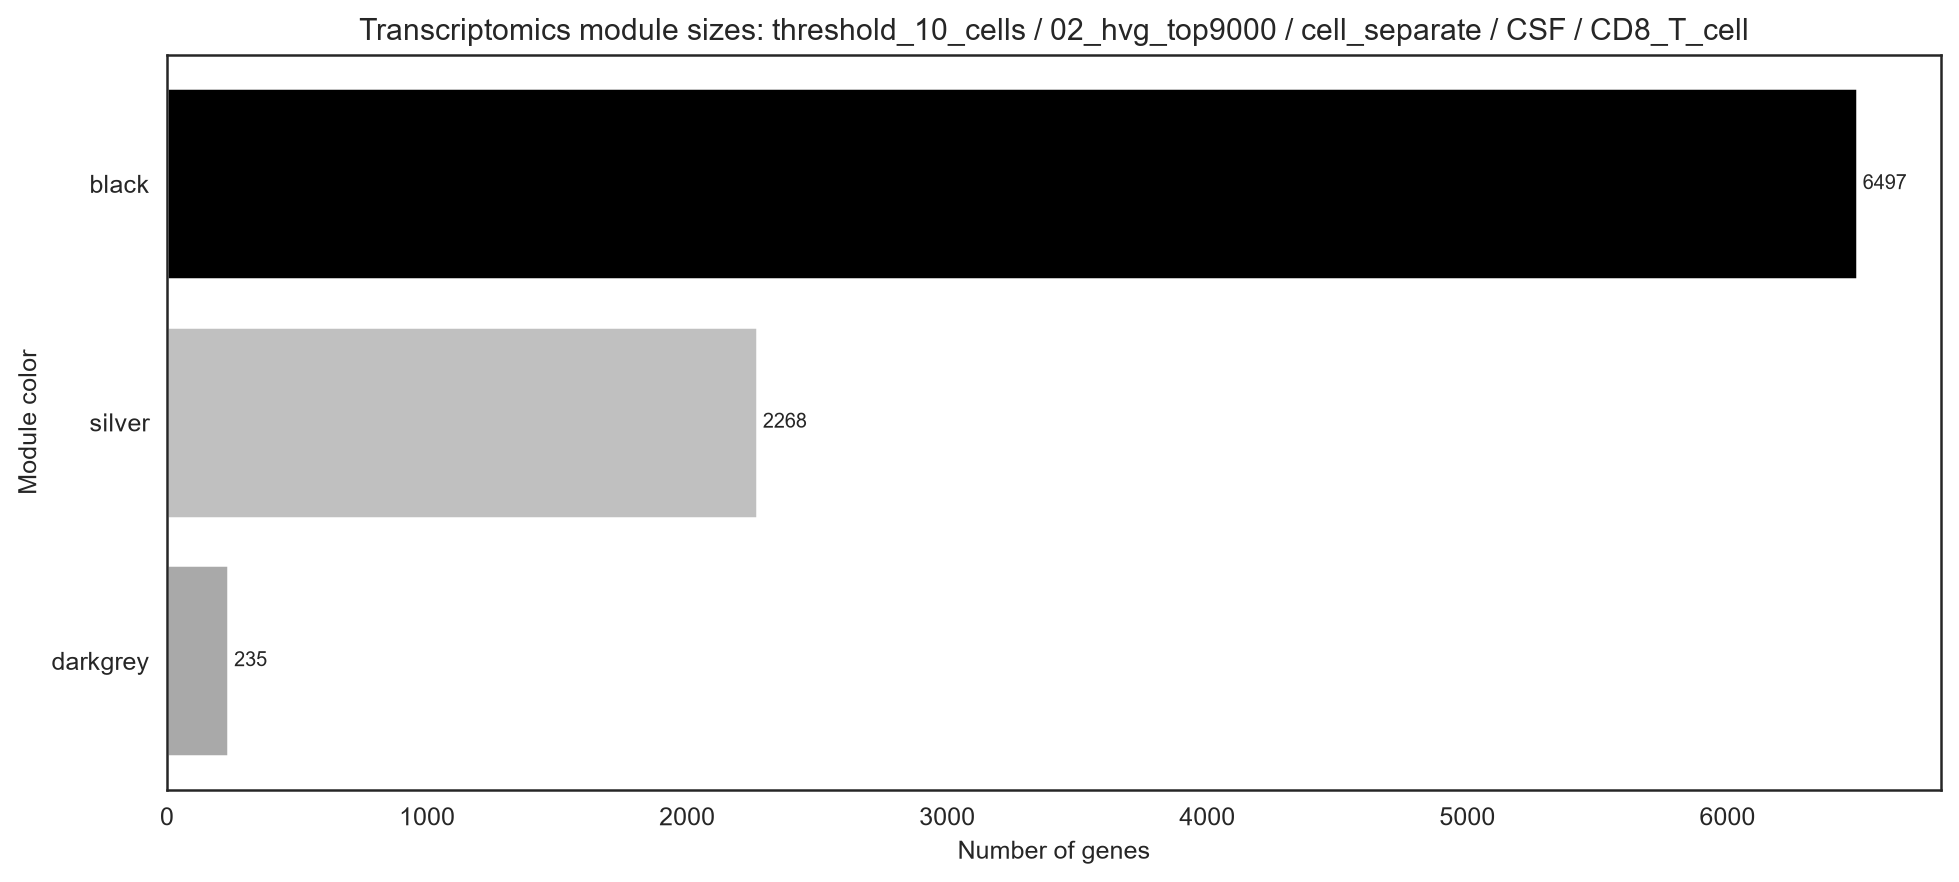 Transcriptomics module sizes: threshold_10_cells / 02_hvg_top9000 / cell_separate / CSF / CD8_T_cell
Module color
black
6497
silver
2268
darkgrey
235
0 1000 2000 3000 4000 5000 6000
Number of genes